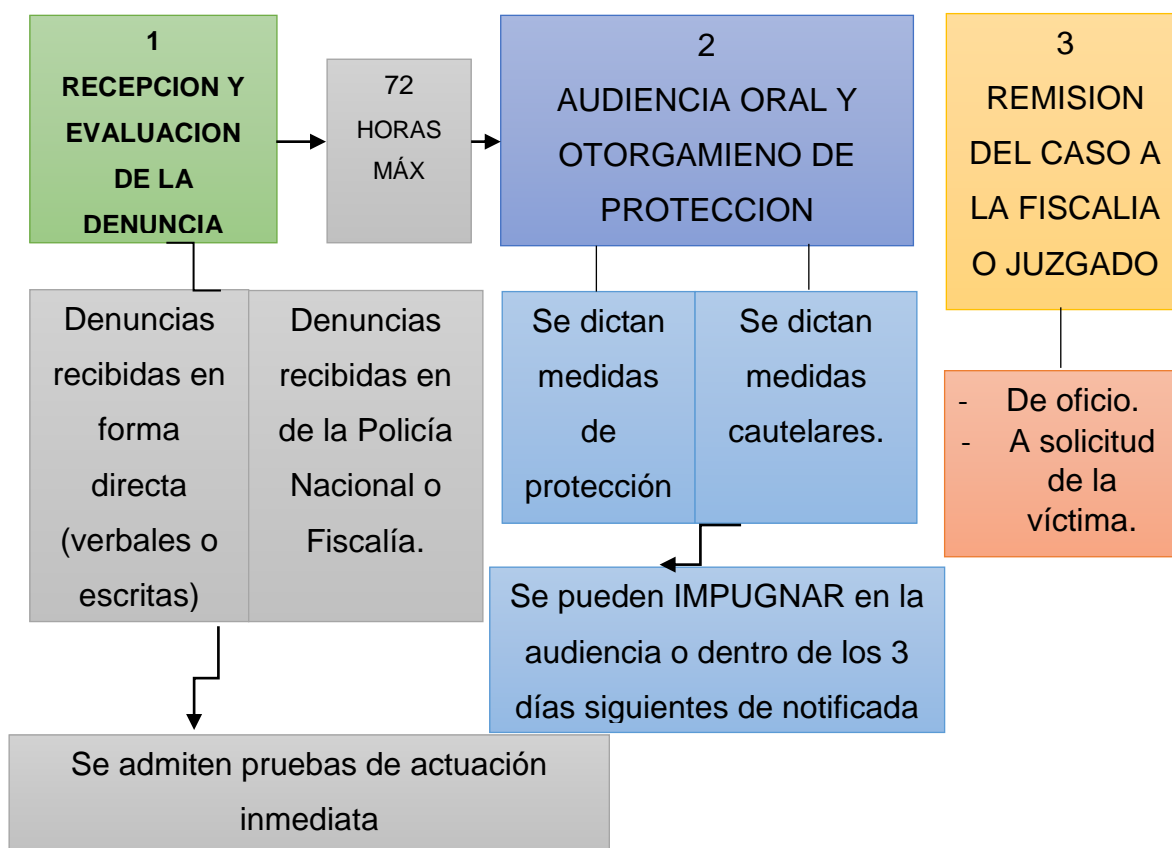 1
RECEPCION Y
EVALUACION
DE LA
DENUNCIA
72
HORAS
MÁX
2
AUDIENCIA ORAL Y
OTORGAMIENO DE
PROTECCION
3
REMISION
DEL CASO A
LA FISCALIA
O JUZGADO
Denuncias
recibidas en
forma
directa
(verbales o
escritas)
Denuncias
recibidas en
de la Policía
Nacional o
Fiscalía.
Se dictan
medidas
de
protección
Se dictan
medidas
cautelares.
- De oficio.
- A solicitud
de la
víctima.
Se pueden IMPUGNAR en la
audiencia o dentro de los 3
días siguientes de notificada
Se admiten pruebas de actuación
inmediata